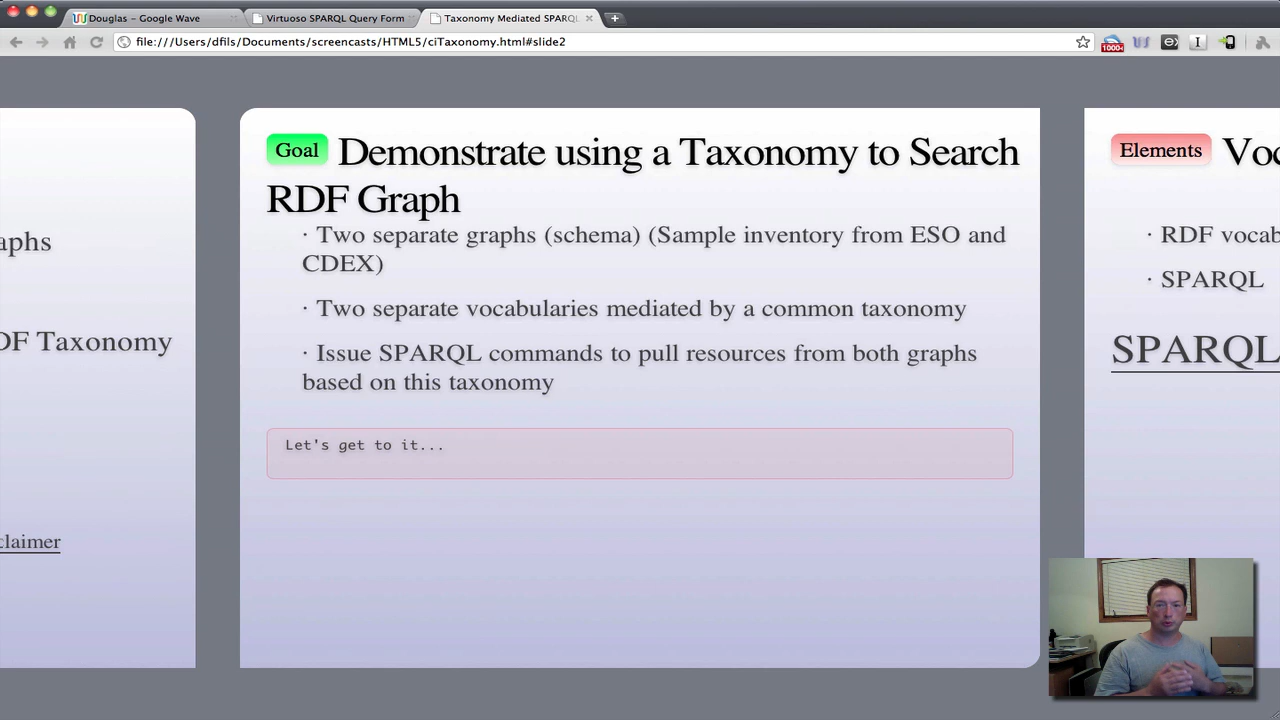 Douglas – Google Wave
Virtuoso SPARQL Query Form
Taxonomy Mediated SPARQL
file:///Users/dfils/Documents/screencasts/HTML5/ciTaxonomy.html#slide2
1000+
Goal Demonstrate using a Taxonomy to Search
RDF Graph
· Two separate graphs (schema) (Sample inventory from ESO and
CDEX)
· Two separate vocabularies mediated by a common taxonomy
· Issue SPARQL commands to pull resources from both graphs
based on this taxonomy
Let's get to it...
aphs
DF Taxonomy
claimer
Elements Voc
· RDF vocab
· SPARQL
SPARQL